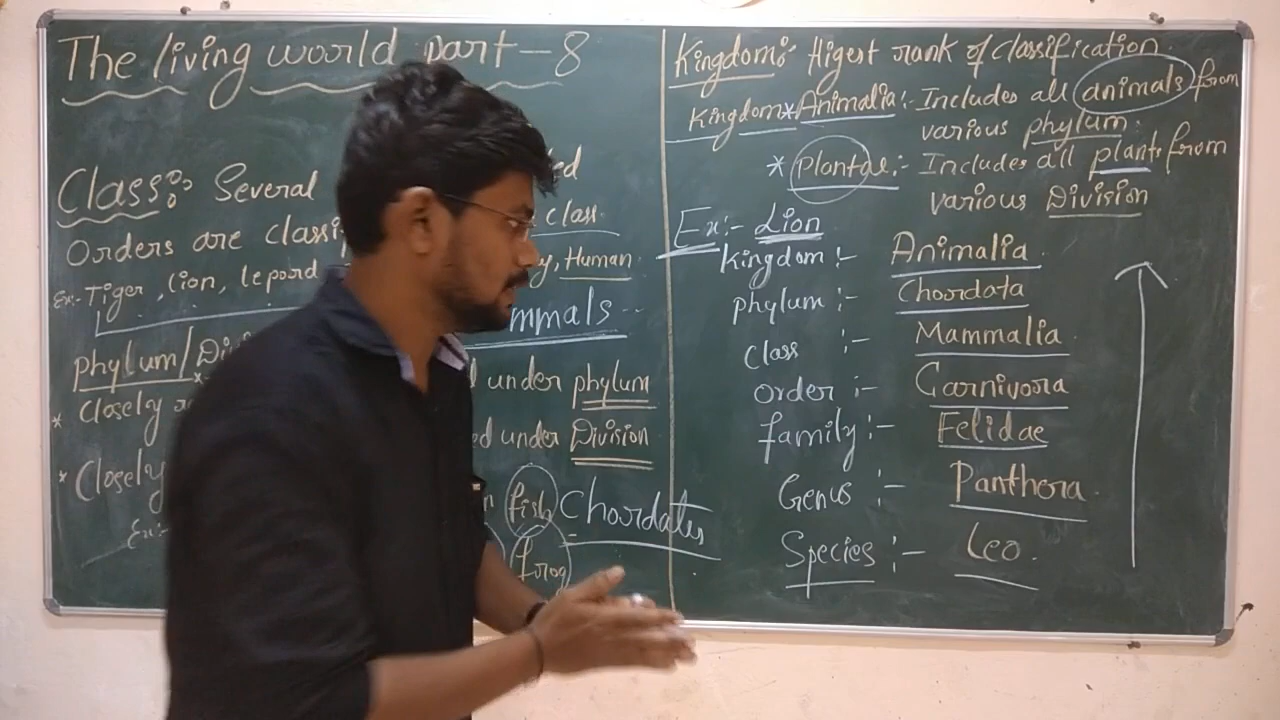 The living world part-8
Class:- Several
Orders are classi
class.
Ex:- Tiger, lion, lepord
y, Human
mmals --
Phylum/Di
under phylum
* Closely
ed under Division
* Closely
fish Chordates
Ex:-
frog
Kingdom:- Higest rank of classification.
Kingdom * Animalia:- Includes all animals from
various phylum.
* Plantae:- Includes all plants from
various Division
Ex:- Lion
Kingdom :- Animalia
Phylum :- Chordata
Class :- Mammalia
Order :- Carnivora
family :- Felidae
Genus :- Panthera
Species :- Leo.